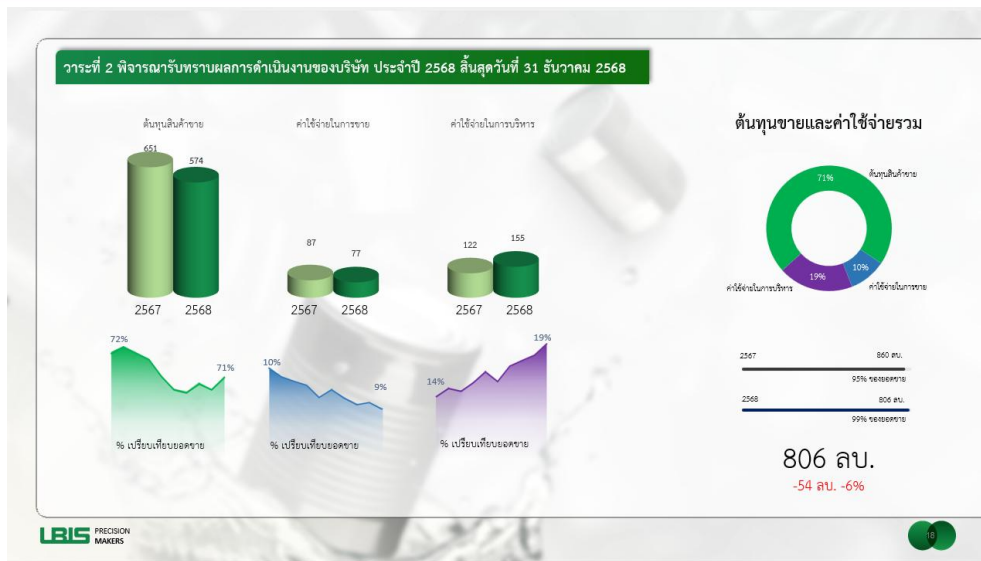 วาระที่ 2 พิจารณารับทราบผลการดำเนินงานของบริษัท ประจำปี 2568 สิ้นสุดวันที่ 31 ธันวาคม 2568
ต้นทุนสินค้าขาย
651
574
2567
2568
ค่าใช้จ่ายในการขาย
87
77
2567
2568
ค่าใช้จ่ายในการบริหาร
122
155
2567
2568
72%
71%
% เปรียบเทียบยอดขาย
10%
9%
% เปรียบเทียบยอดขาย
14%
19%
% เปรียบเทียบยอดขาย
ต้นทุนขายและค่าใช้จ่ายรวม
71%
ต้นทุนสินค้าขาย
19%
ค่าใช้จ่ายในการบริหาร
10%
ค่าใช้จ่ายในการขาย
2567 860 ลบ.
95% ของยอดขาย
2568 806 ลบ.
99% ของยอดขาย
806 ลบ.
-54 ลบ. -6%
LBIS PRECISION
MAKERS
18